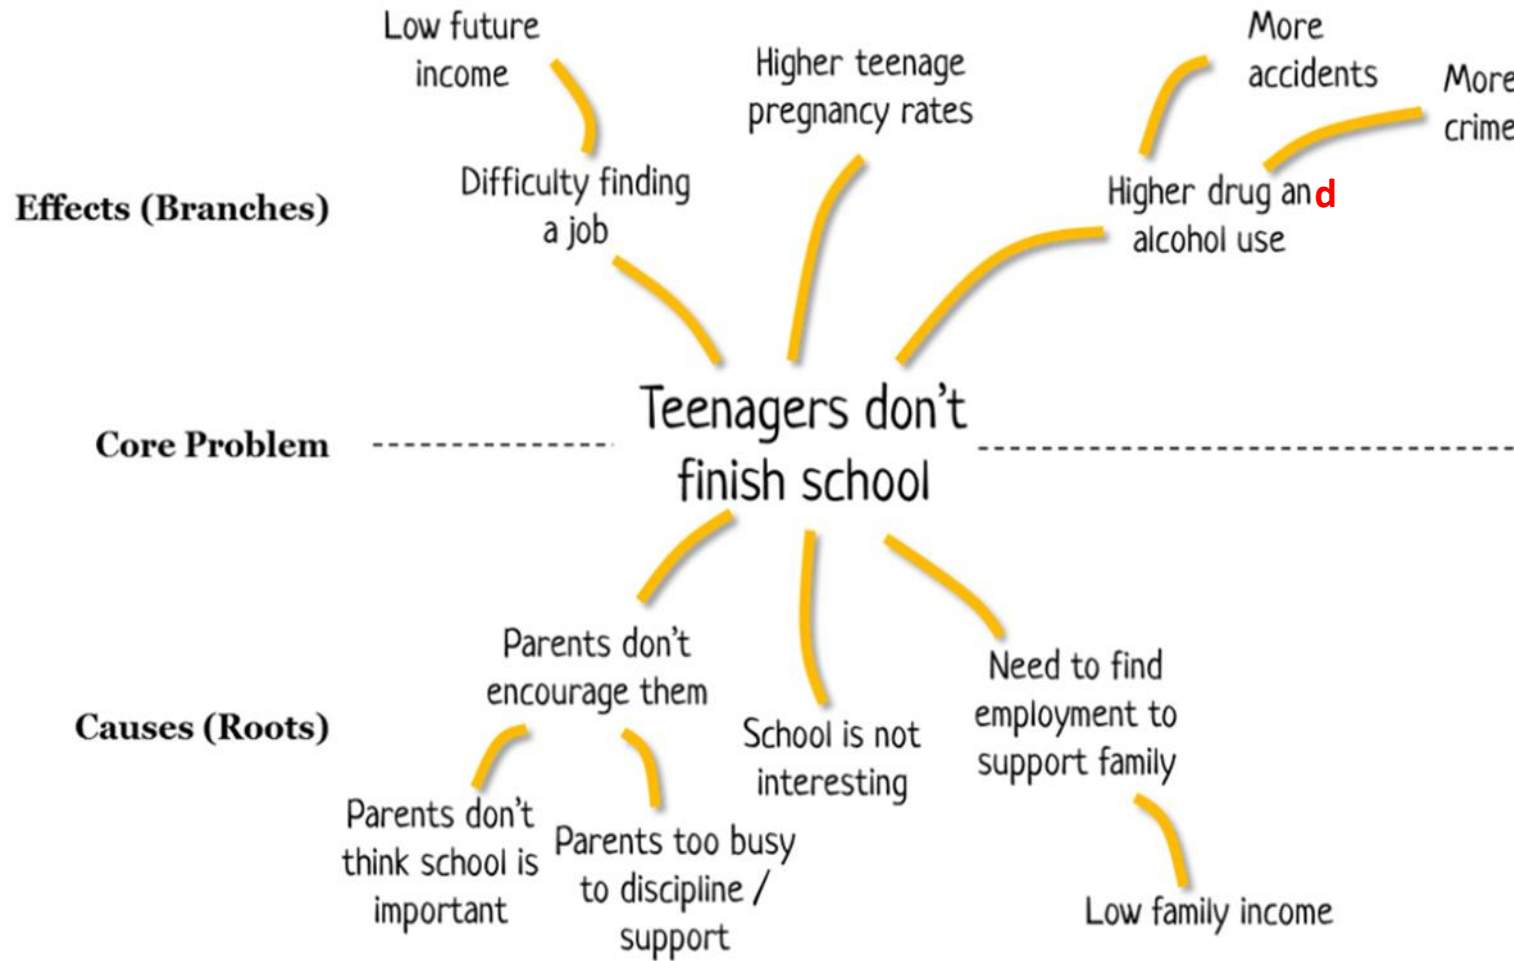 Low future
income
Higher teenage
pregnancy rates
More
accidents
More
crime
Effects (Branches)
Difficulty finding
a job
Higher drug and
alcohol use
Core Problem
Teenagers don't
finish school
Causes (Roots)
Parents don't
encourage them
School is not
interesting
Need to find
employment to
support family
Parents don't
think school is
important
Parents too busy
to discipline /
support
Low family income